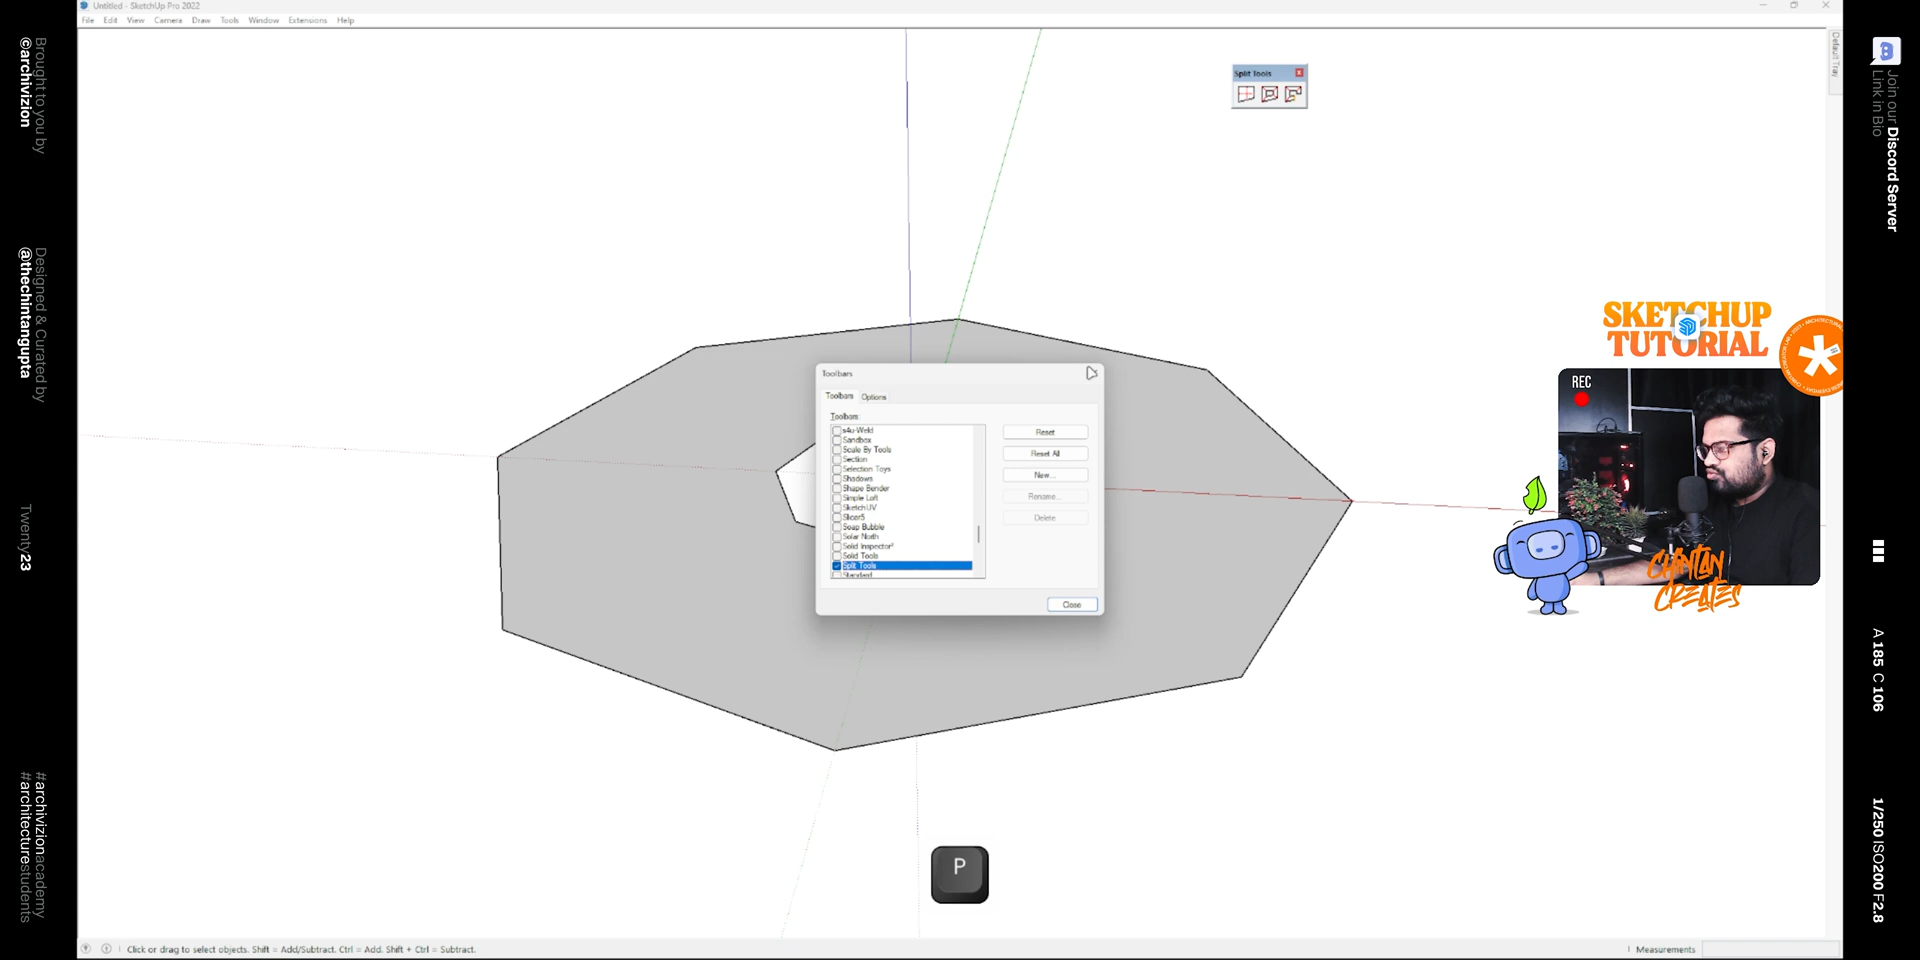 Untitled - SketchUp Pro 2022
File Edit View Camera Draw Tools Window Extensions Help
Default Tray
Split Tools
Toolbars
Toolbars Options
Toolbars:
s4u-Weld
Sandbox
Scale By Tools
Section
Selection Toys
Shadows
Shape Bender
Simple Loft
SketchUV
Slicer5
Soap Bubble
Solar North
Solid Inspector²
Solid Tools
Split Tools
Standard
Reset
Reset All
New...
Rename...
Delete
Close
P
Click or drag to select objects. Shift = Add/Subtract. Ctrl = Add. Shift + Ctrl = Subtract.
Measurements
Brought to you by
©archivizion
Designed & Curated by
@thechintangupta
Twenty23
#archivizionacademy
#architecturestudents
Join our Discord Server
Link in Bio
SKETCHUP
TUTORIAL
REC
CHINTAN
CREATES
A 185 C 106
1/250 ISO200 F2.8